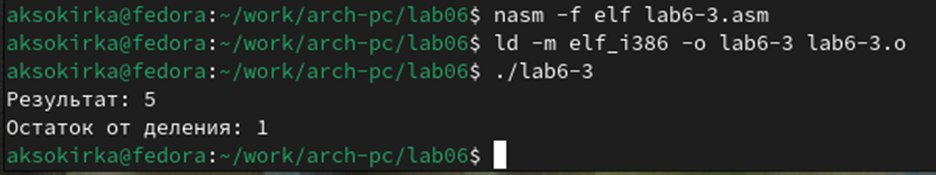 aksokirka@fedora:~/work/arch-pc/lab06$ nasm -f elf lab6-3.asm
aksokirka@fedora:~/work/arch-pc/lab06$ ld -m elf_i386 -o lab6-3 lab6-3.o
aksokirka@fedora:~/work/arch-pc/lab06$ ./lab6-3
Результат: 5
Остаток от деления: 1
aksokirka@fedora:~/work/arch-pc/lab06$